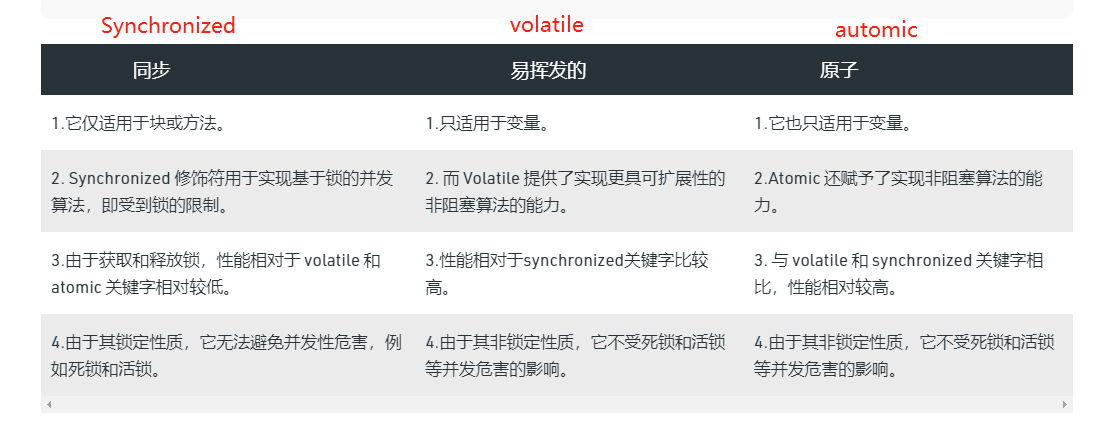 Synchronized volatile automic
同步 易挥发的 原子
1.它仅适用于块或方法。 1.只适用于变量。 1.它也只适用于变量。
2. Synchronized 修饰符用于实现基于锁的并发 2. 而 Volatile 提供了实现更具可扩展性的 2.Atomic 还赋予了实现非阻塞算法的能
算法，即受到锁的限制。 非阻塞算法的能力。 力。
3.由于获取和释放锁，性能相对于 volatile 和 3.性能相对于synchronized关键字比较 3. 与 volatile 和 synchronized 关键字相
atomic 关键字相对较低。 高。 比，性能相对较高。
4.由于其锁定性质，它无法避免并发性危害，例 4.由于其非锁定性质，它不受死锁和活锁 4.由于其非锁定性质，它不受死锁和活锁
如死锁和活锁。 等并发危害的影响。 等并发危害的影响。